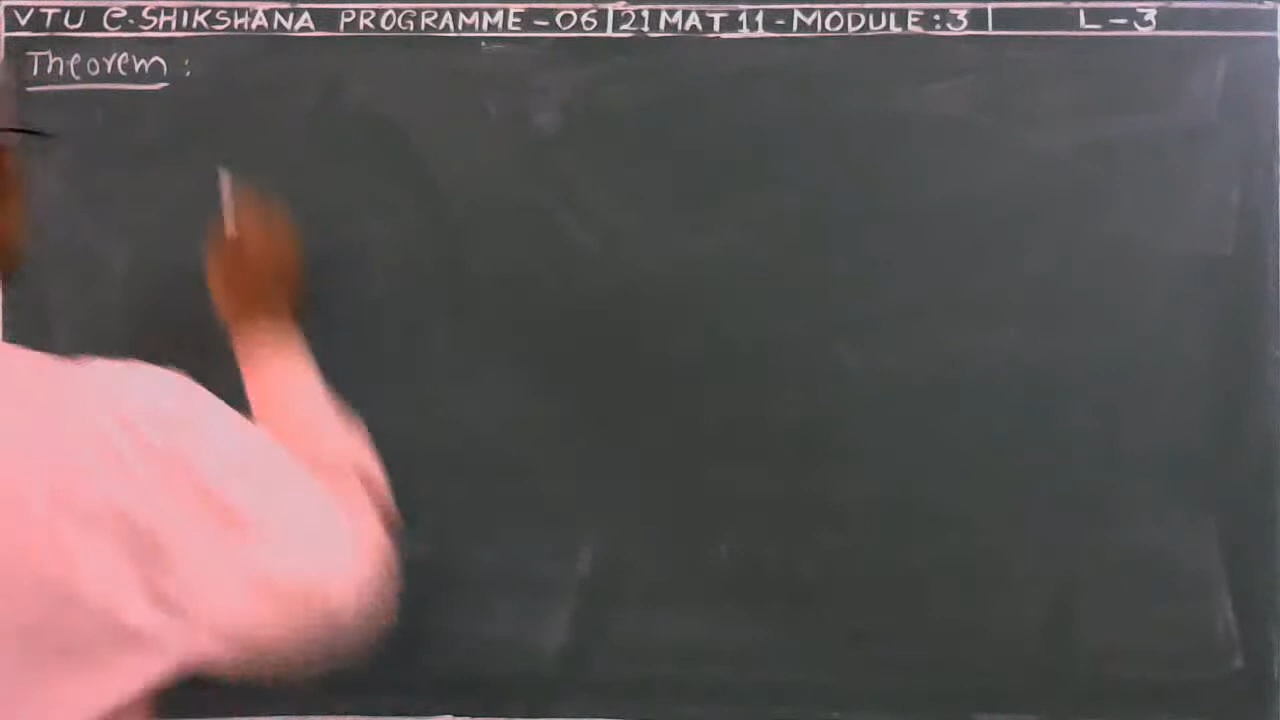 VTU e-SHIKSHANA PROGRAMME - 06 | 21MAT11 - MODULE : 3 | L - 3
Theorem :